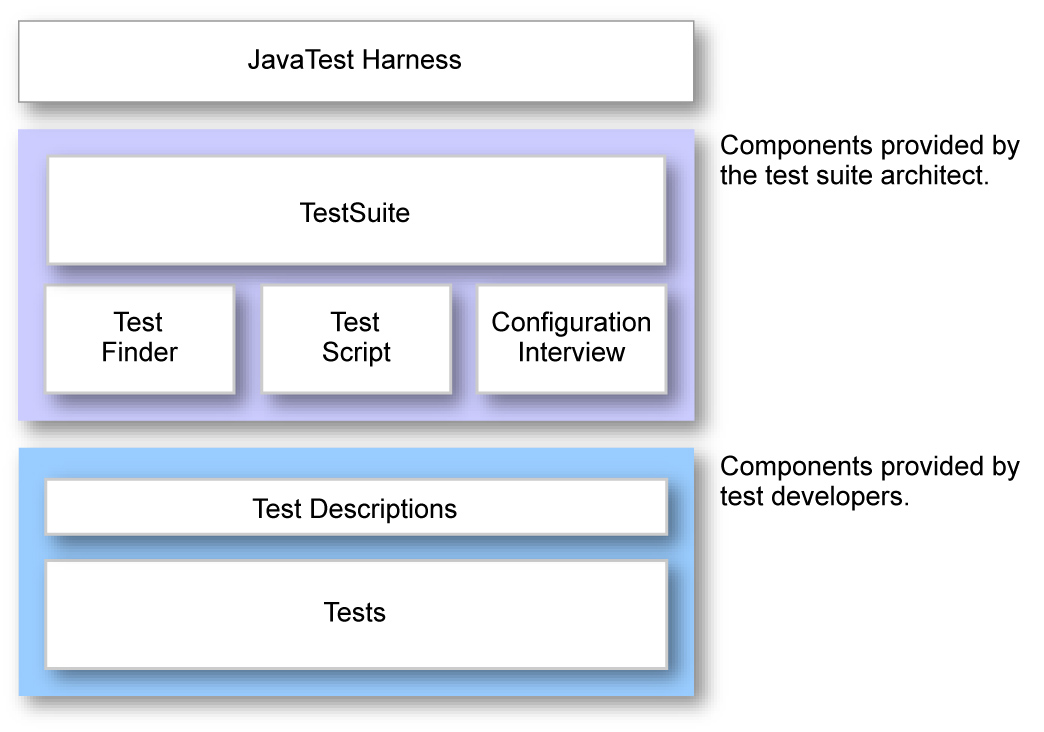 JavaTest Harness
Components provided by
the test suite architect.
TestSuite
Test
Finder
Test
Script
Configuration
Interview
Components provided by
test developers.
Test Descriptions
Tests